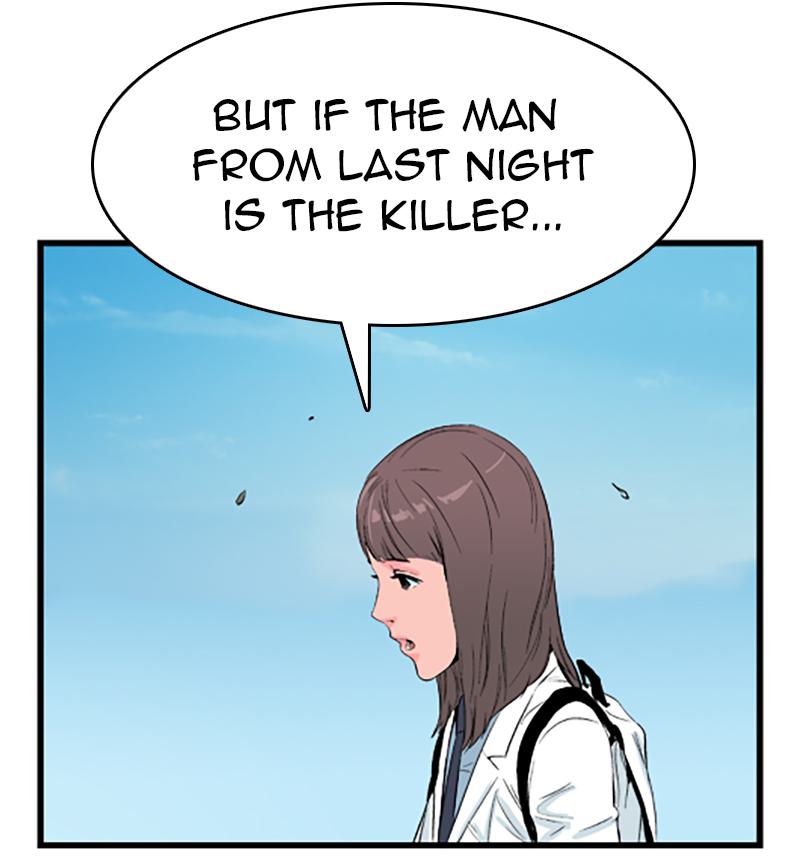 BUT IF THE MAN
FROM LAST NIGHT
IS THE KILLER...